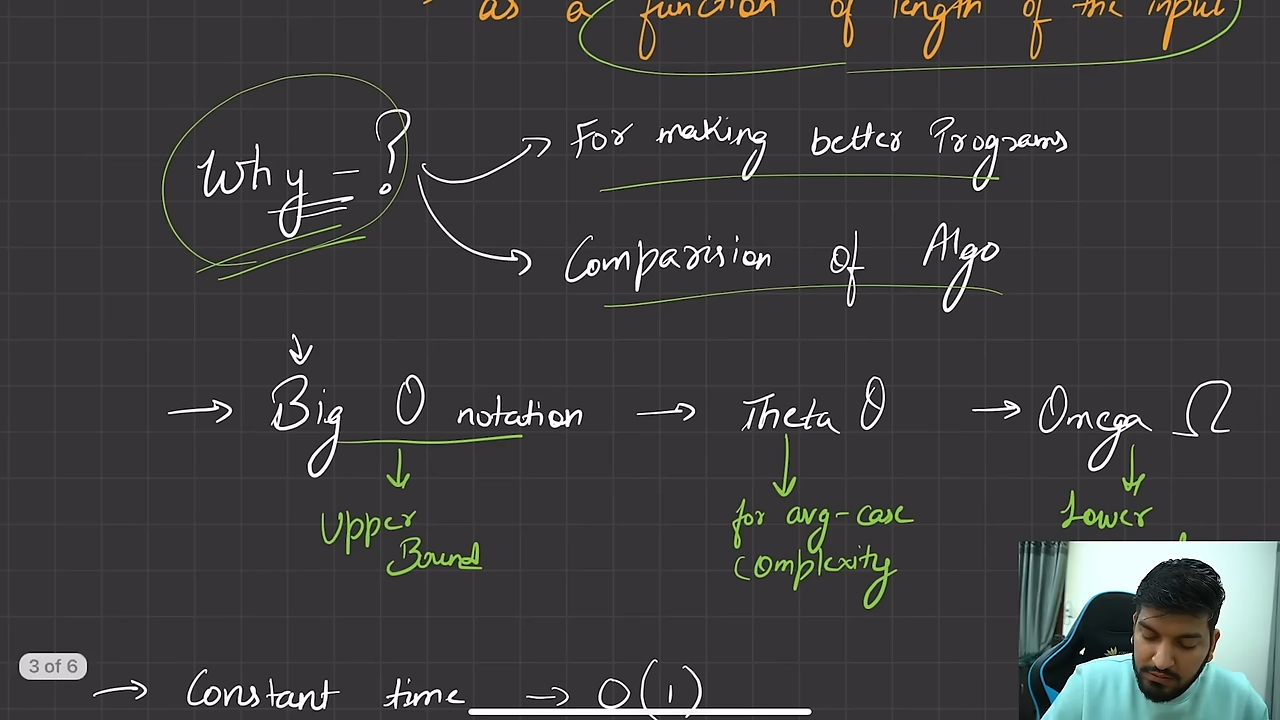 as a function of length of the input
Why - ?
For making better Programs
Comparision of Algo
→ Big O notation → Theta θ → Omega Ω
Upper Bound
for avg-case complexity
Lower
3 of 6
→ Constant time → O(1)